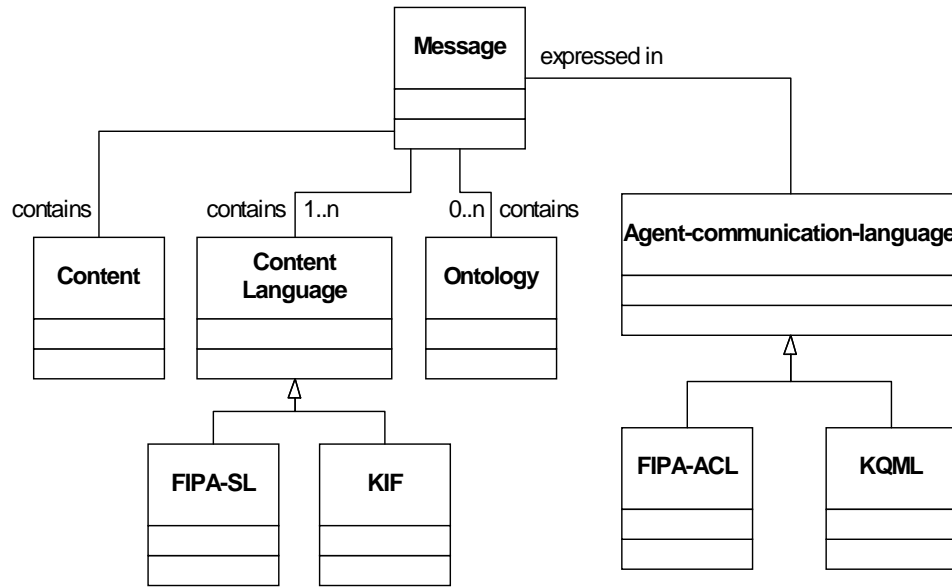 Message
expressed in
contains
contains 1..n
0..n contains
Content
Content
Language
Ontology
Agent-communication-language
FIPA-SL
KIF
FIPA-ACL
KQML